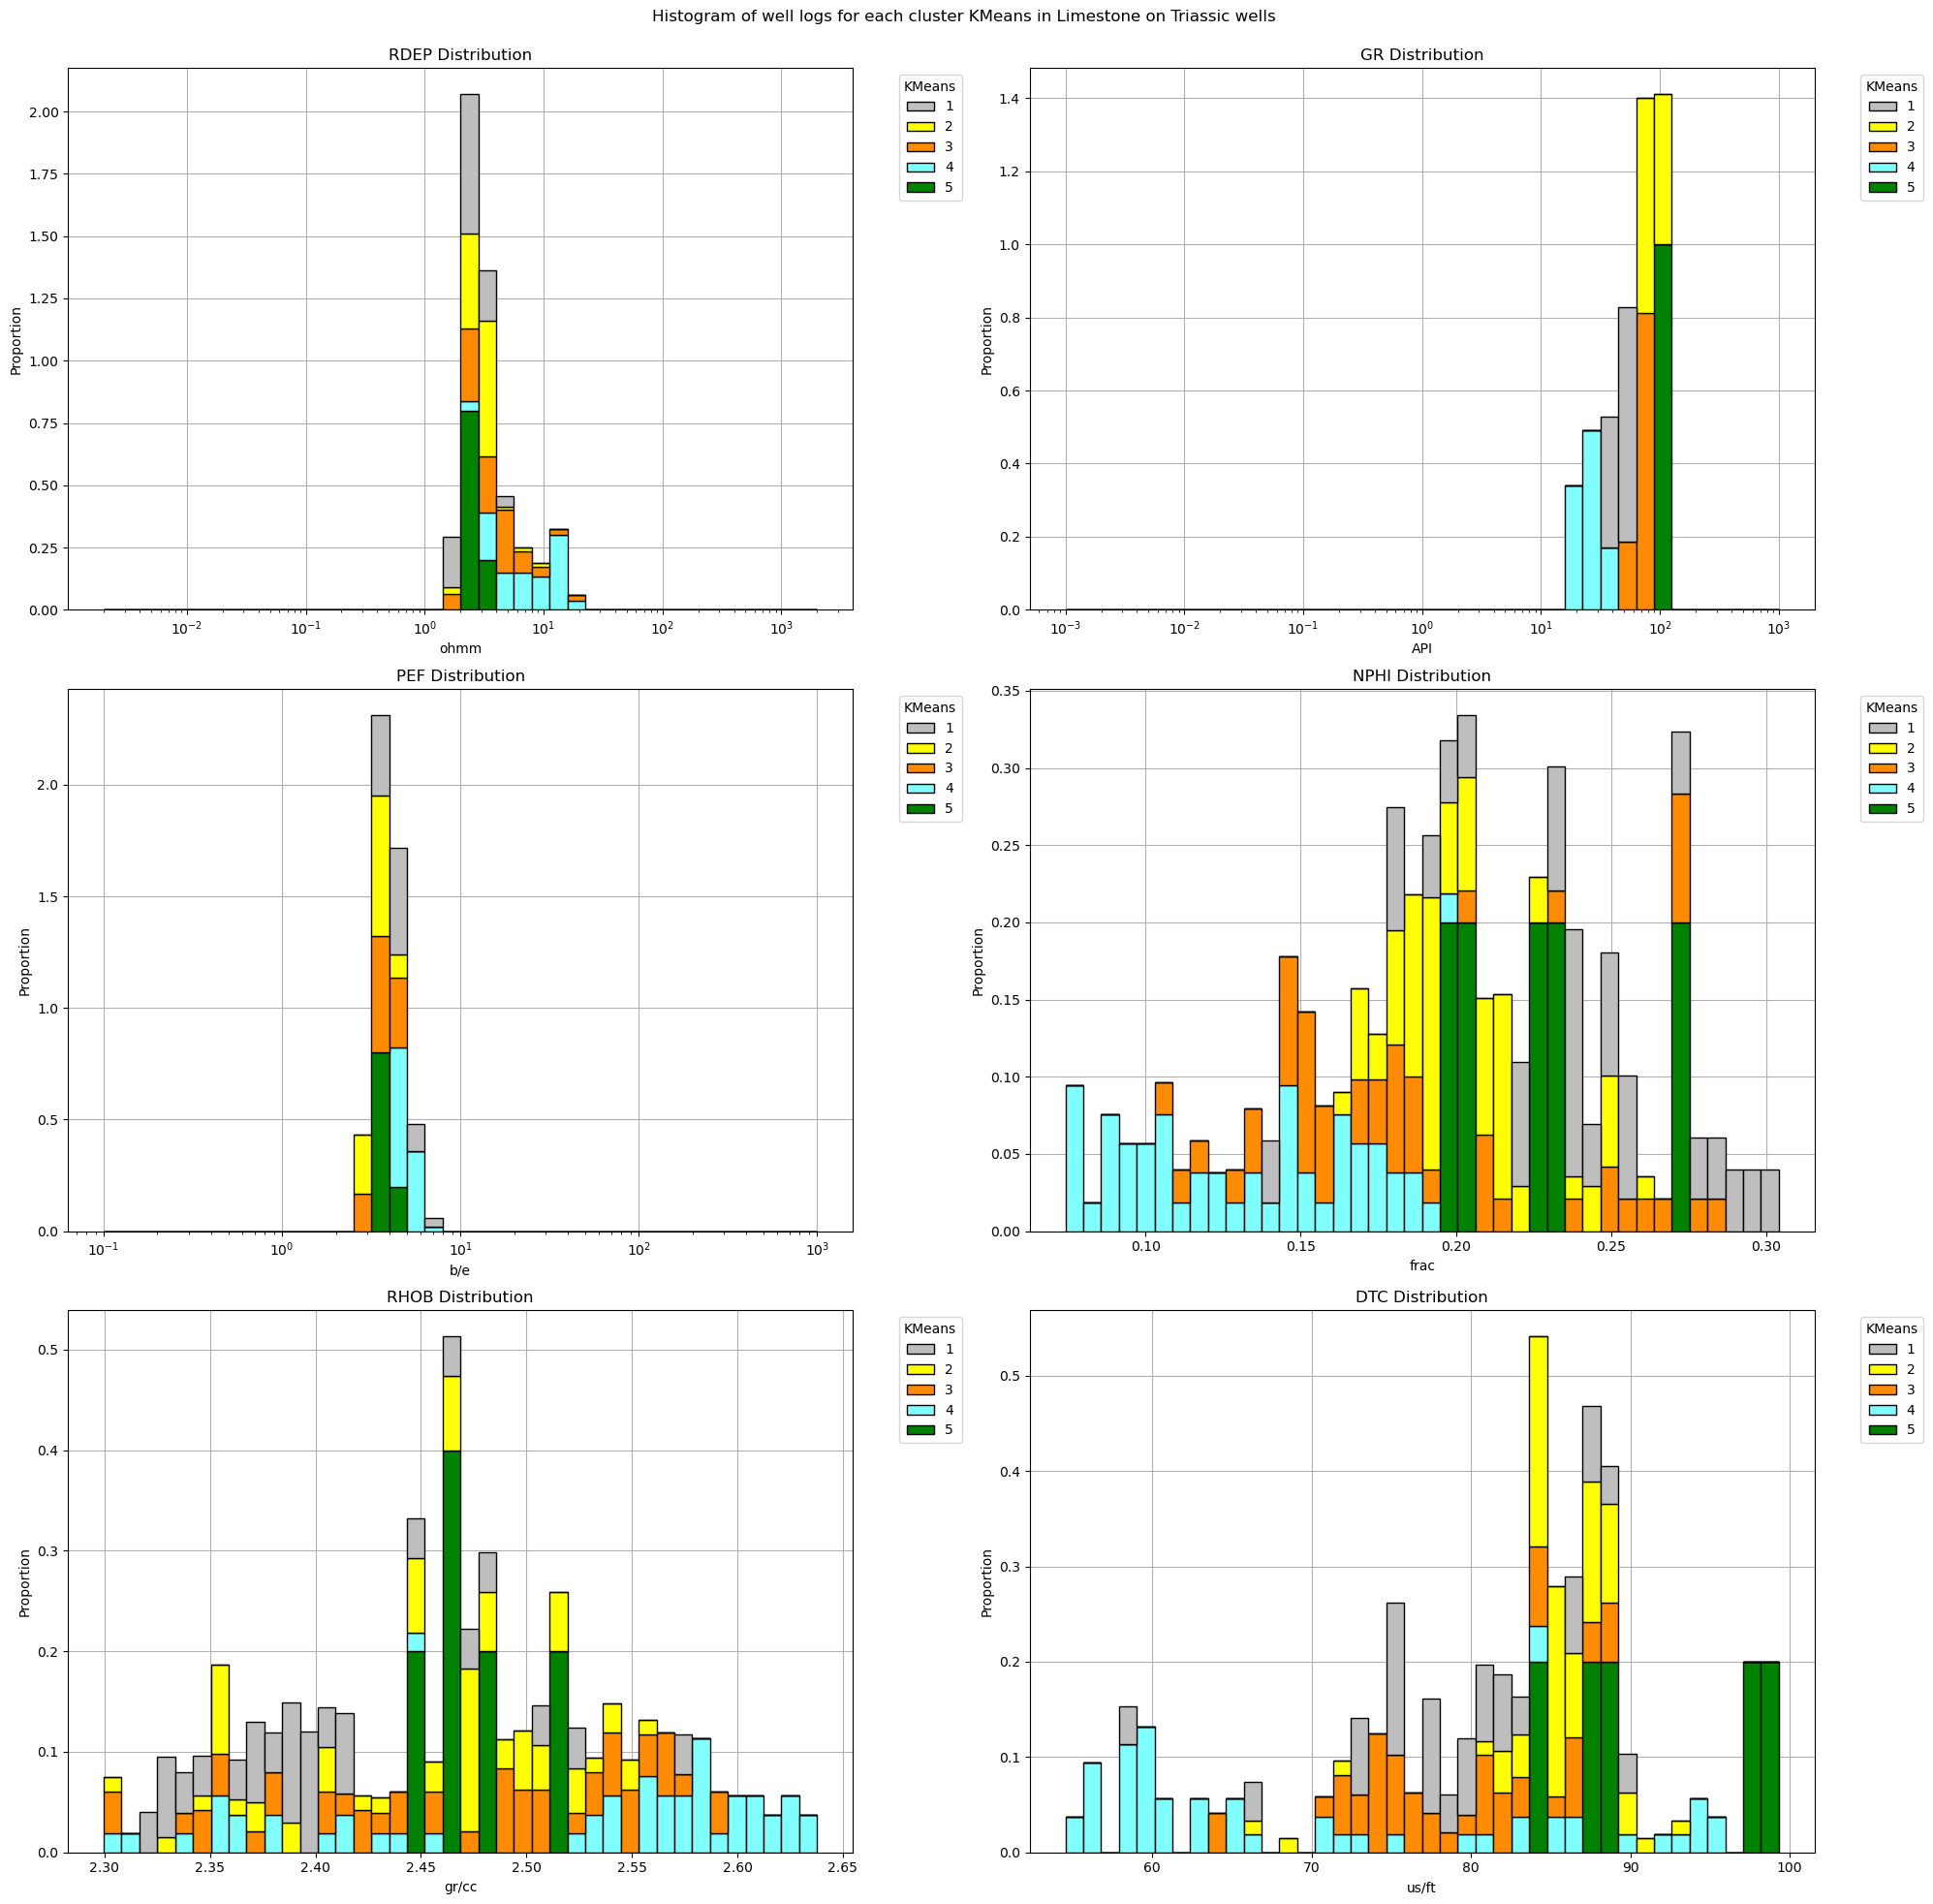 Histogram of well logs for each cluster KMeans in Limestone on Triassic wells
RDEP Distribution
Proportion
2.00
1.75
1.50
1.25
1.00
0.75
0.50
0.25
0.00
10⁻² 10⁻¹ 10⁰ 10¹ 10² 10³
ohmm
KMeans
1
2
3
4
5
GR Distribution
Proportion
1.4
1.2
1.0
0.8
0.6
0.4
0.2
0.0
10⁻³ 10⁻² 10⁻¹ 10⁰ 10¹ 10² 10³
API
KMeans
1
2
3
4
5
PEF Distribution
Proportion
2.0
1.5
1.0
0.5
0.0
10⁻¹ 10⁰ 10¹ 10² 10³
b/e
KMeans
1
2
3
4
5
NPHI Distribution
Proportion
0.35
0.30
0.25
0.20
0.15
0.10
0.05
0.00
0.10 0.15 0.20 0.25 0.30
frac
KMeans
1
2
3
4
5
RHOB Distribution
Proportion
0.5
0.4
0.3
0.2
0.1
0.0
2.30 2.35 2.40 2.45 2.50 2.55 2.60 2.65
gr/cc
KMeans
1
2
3
4
5
DTC Distribution
Proportion
0.5
0.4
0.3
0.2
0.1
0.0
60 70 80 90 100
us/ft
KMeans
1
2
3
4
5